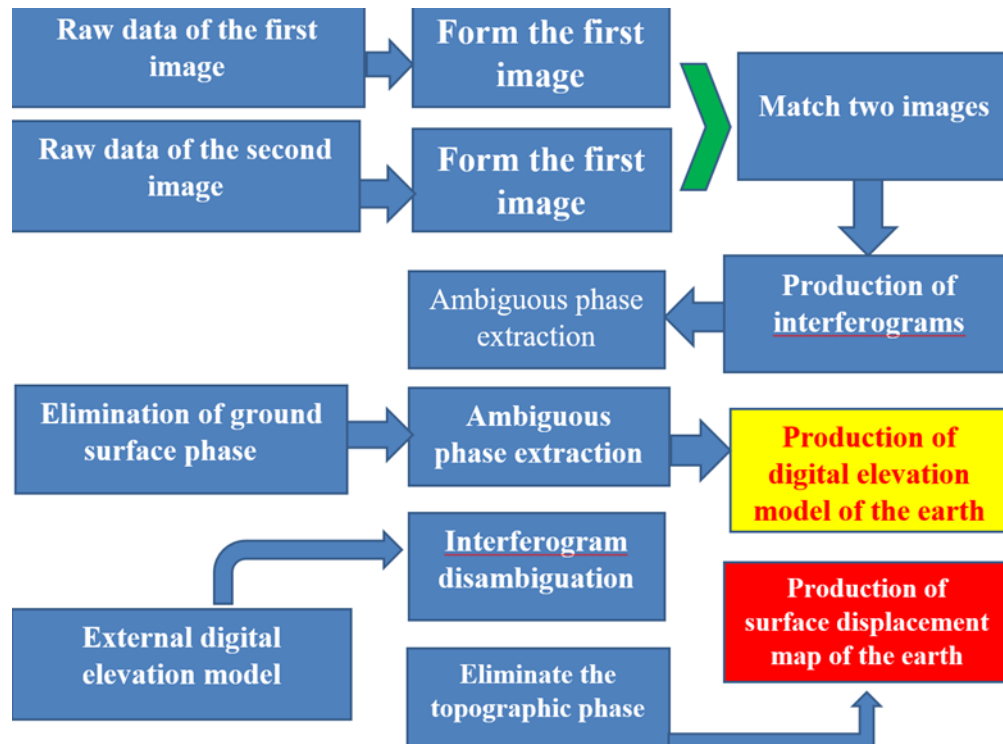 Raw data of the first
image
Form the first
image
Match two images
Raw data of the second
image
Form the first
image
Ambiguous phase
extraction
Production of
interferograms
Elimination of ground
surface phase
Ambiguous
phase extraction
Production of
digital elevation
model of the earth
Interferogram
disambiguation
External digital
elevation model
Production of
surface displacement
map of the earth
Eliminate the
topographic phase